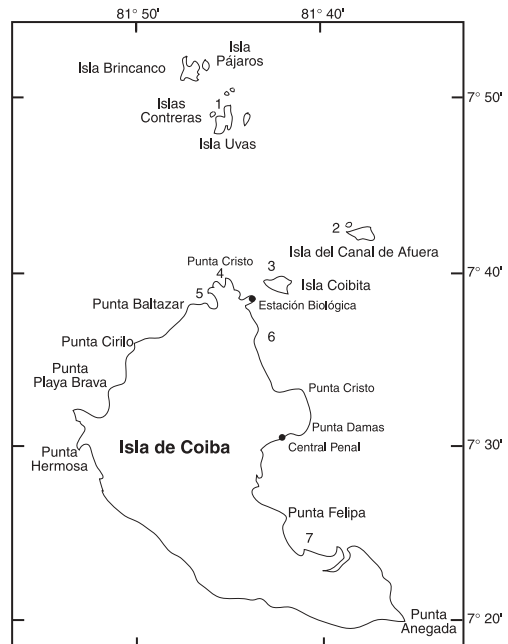 81° 50'
81° 40'
Isla
Pájaros
Isla Brincanco
7° 50'
Islas
Contreras
1
Isla Uvas
2
Isla del Canal de Afuera
Punta Cristo
3
7° 40'
4
Isla Coibita
5
Punta Baltazar
Estación Biológica
6
Punta Cirilo
Punta
Playa Brava
Punta Cristo
Punta Damas
Isla de Coiba
Central Penal
7° 30'
Punta
Hermosa
Punta Felipa
7
7° 20'
Punta
Anegada